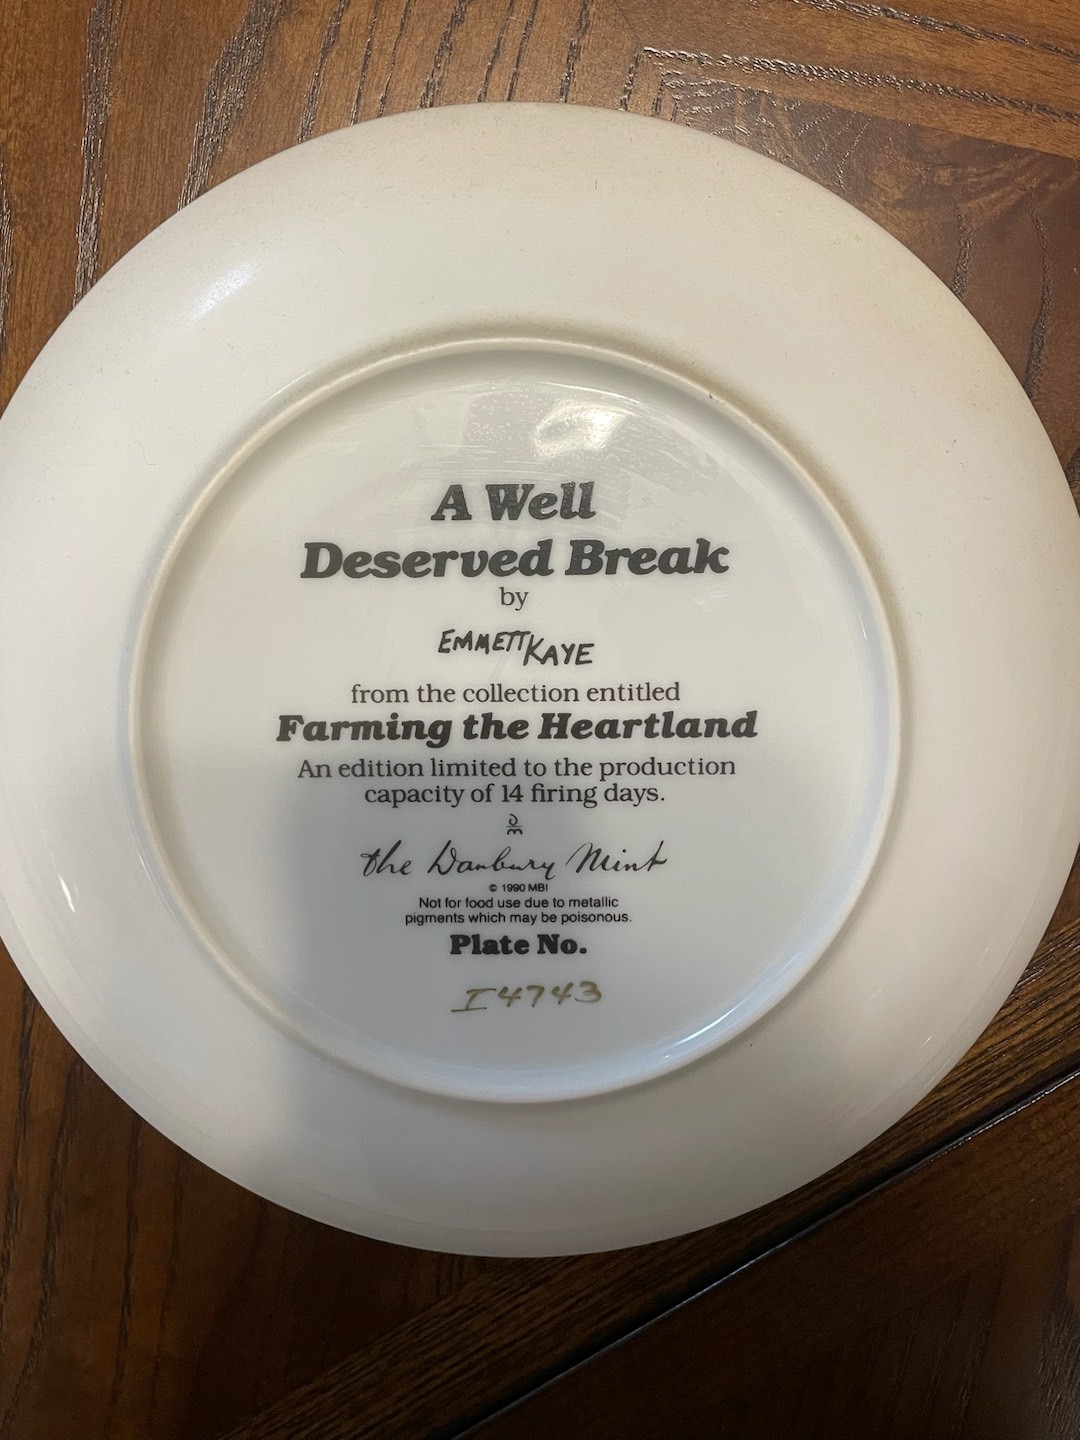 A Well
Deserved Break
by
EMMETT KAYE
from the collection entitled
Farming the Heartland
An edition limited to the production
capacity of 14 firing days.
D
m
the Danbury Mint
© 1990 MBI
Not for food use due to metallic
pigments which may be poisonous.
Plate No.
I4743